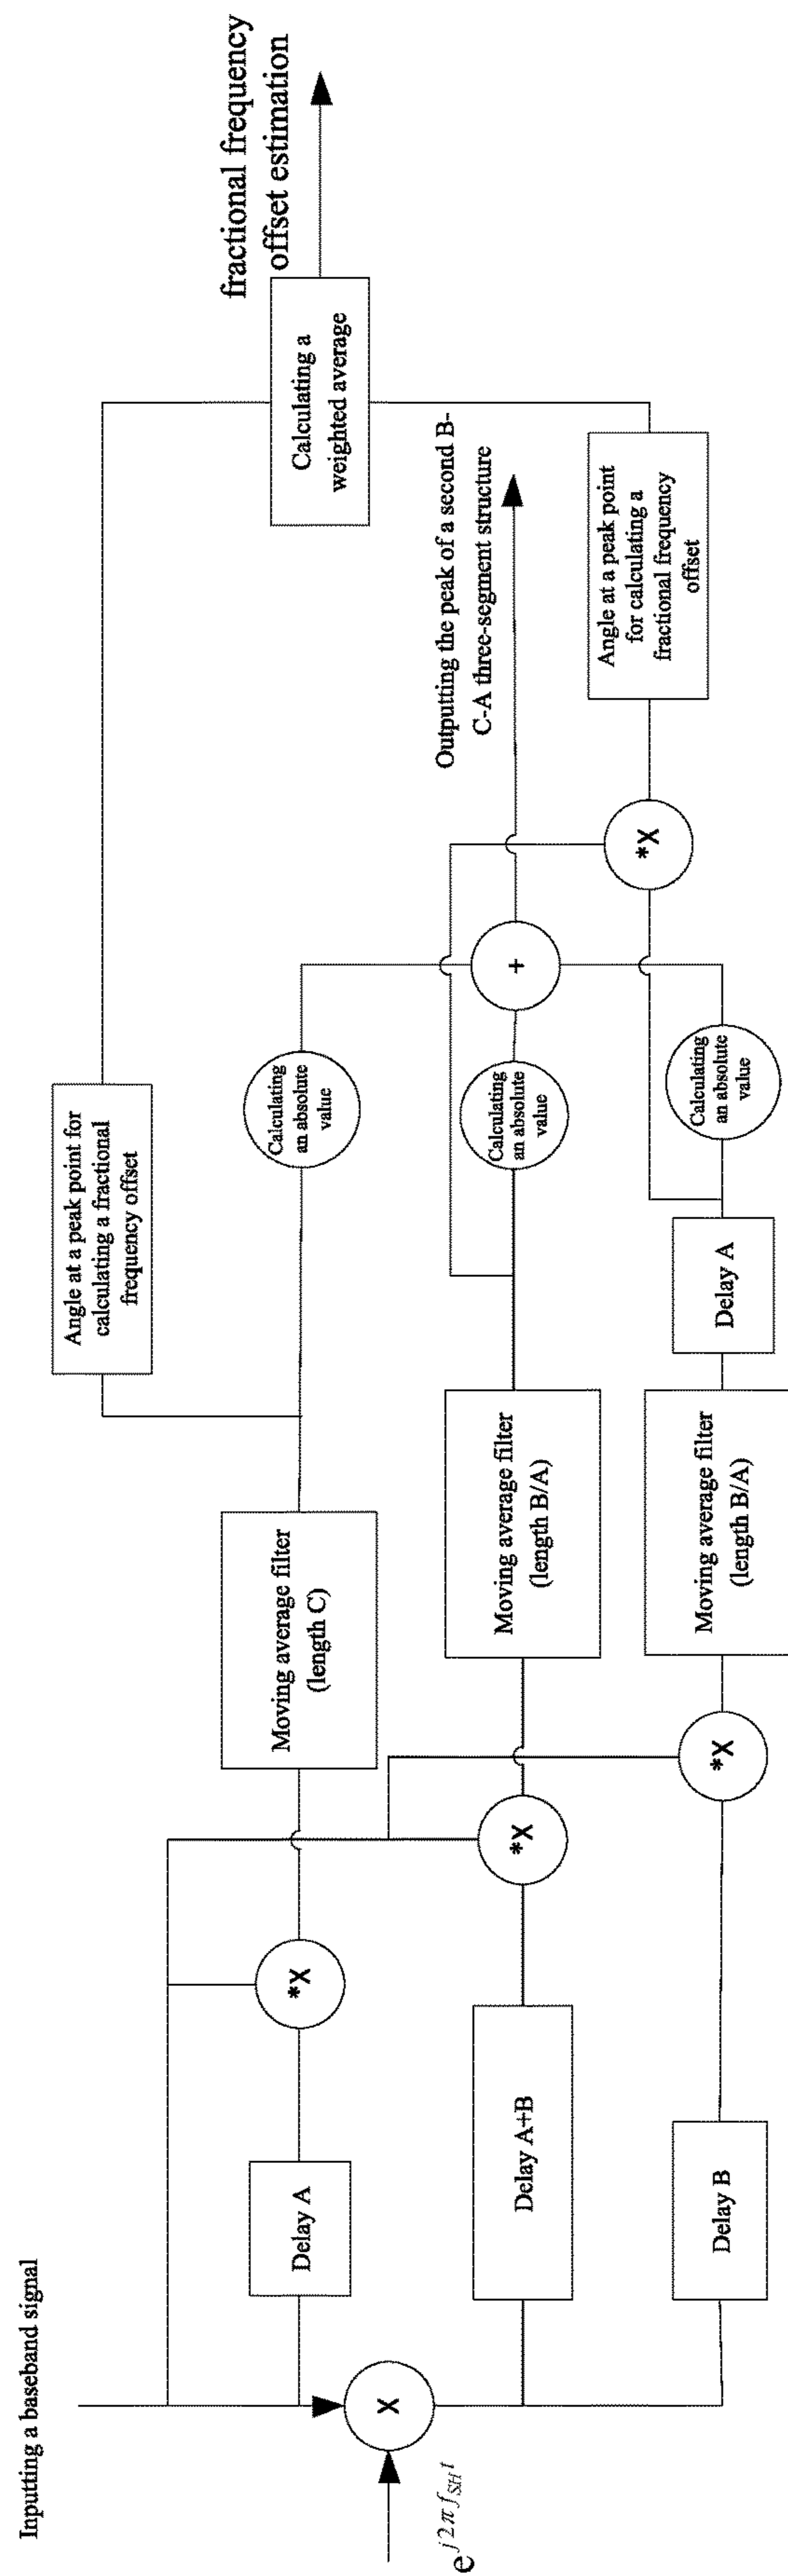 Inputting a baseband signal
e^{j2πf_{SH}t}
X
Delay A
Delay A+B
Delay B
*X
*X
*X
Moving average filter
(length C)
Moving average filter
(length B/A)
Moving average filter
(length B/A)
Delay A
Angle at a peak point for
calculating a fractional
frequency offset
Calculating
an absolute
value
Calculating
an absolute
value
Calculating
an absolute
value
+
*X
Outputting the peak of a second B-
C-A three-segment structure
Angle at a peak point
for calculating a
fractional frequency
offset
Calculating a
weighted average
fractional frequency
offset estimation